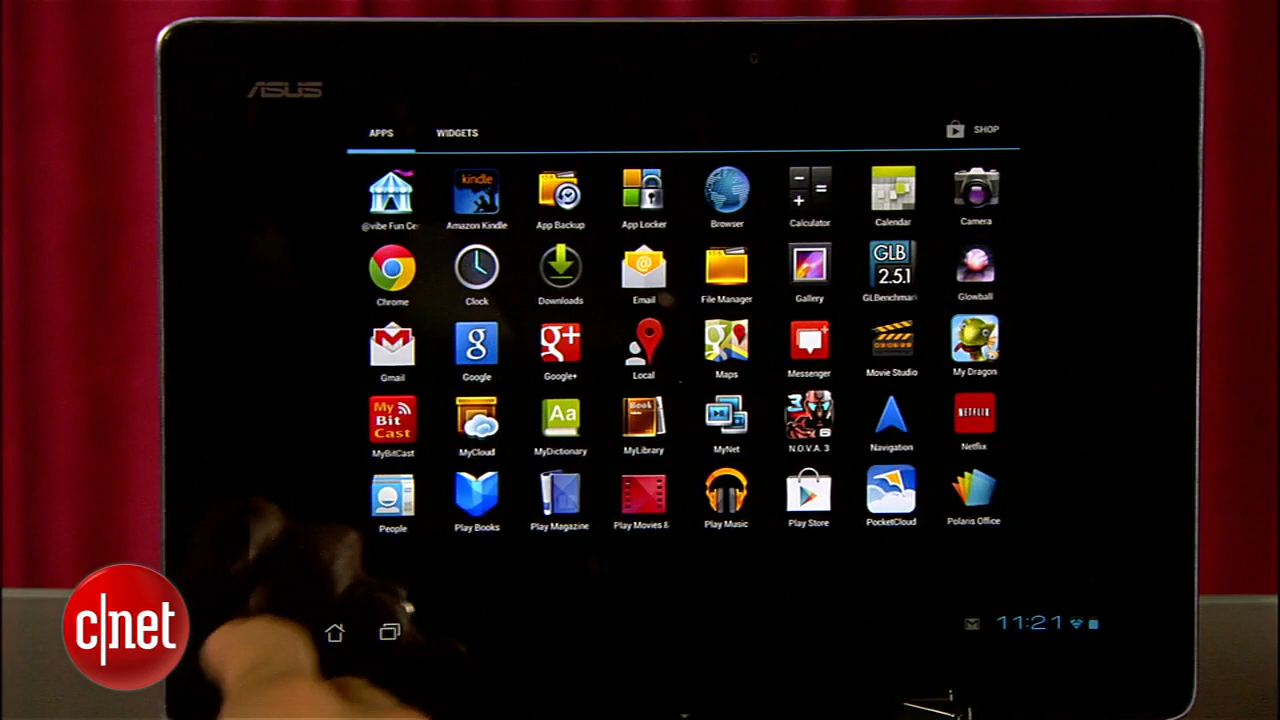 ASUS
APPS WIDGETS SHOP
kindle
@vibe Fun Ce Amazon Kindle App Backup App Locker Browser Calculator Calendar Camera
GLB
2.5.1
Chrome Clock Downloads Email File Manager Gallery GLBenchmar Glowball
g g+
Gmail Google Google+ Local Maps Messenger Movie Studio My Dragon
My
Bit
Cast
Aa
Book
3
NETFLIX
MyBitCast MyCloud MyDictionary MyLibrary MyNet N.O.V.A. 3 Navigation Netflix
People Play Books Play Magazine Play Movies & Play Music Play Store PocketCloud Polaris Office
c|net
11:21